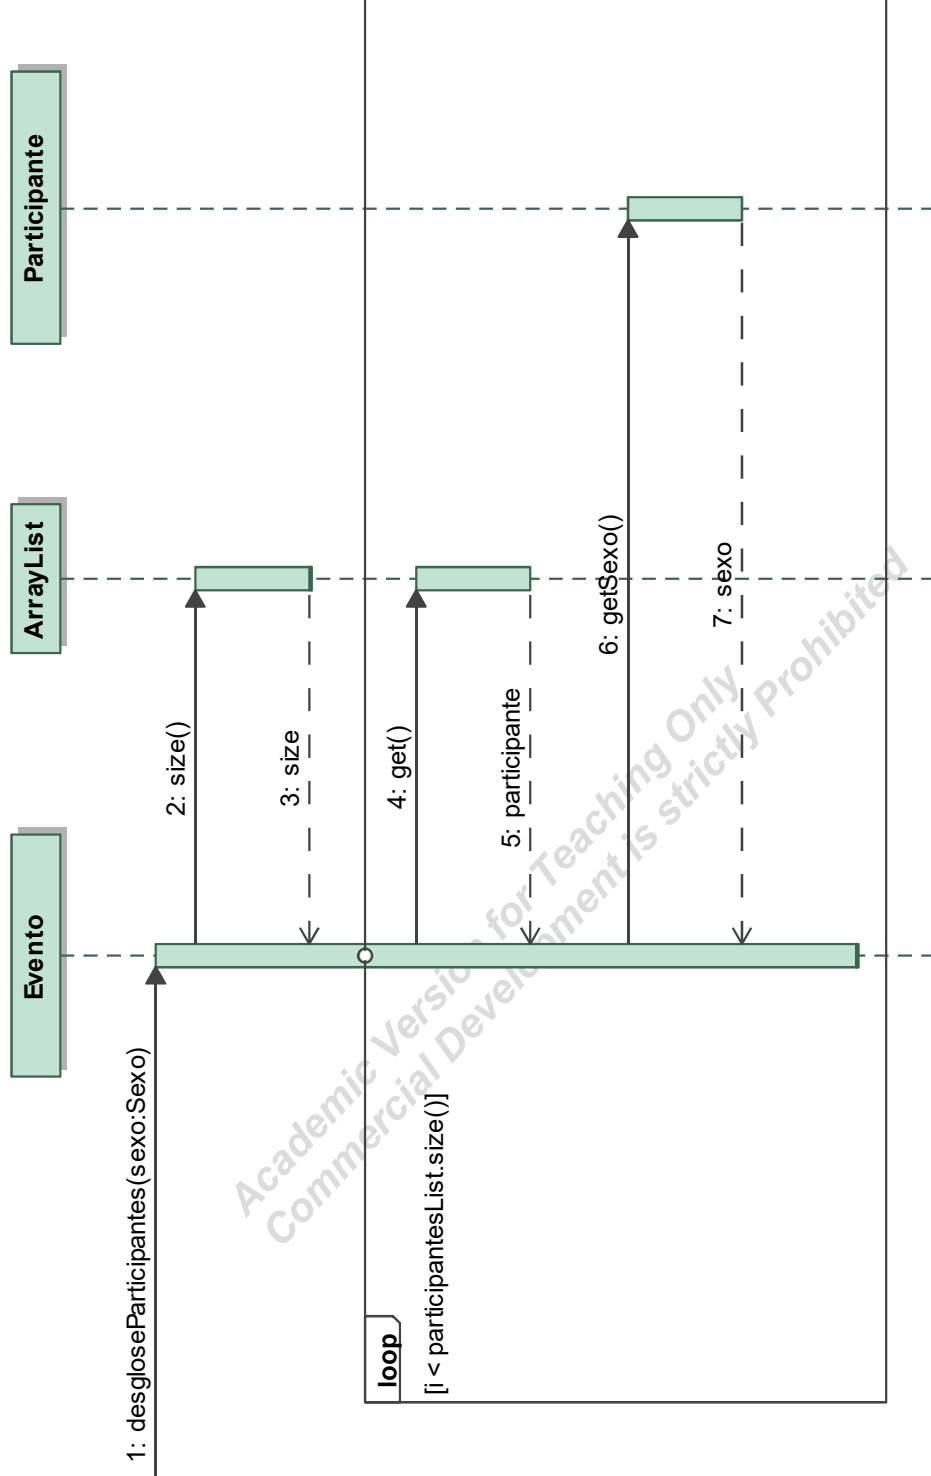 Evento
ArrayList
Participante
1: desgloseParticipantes(sexo:Sexo)
2: size()
3: size
loop
[i < participantesList.size()]
4: get()
5: participante
6: getSexo()
7: sexo
Academic Version for Teaching Only
Commercial Development is strictly Prohibited